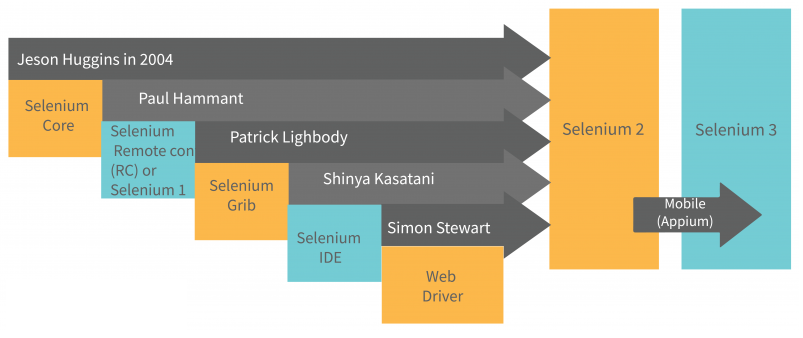 Jeson Huggins in 2004
Selenium
Core
Paul Hammant
Selenium
Remote con
(RC) or
Selenium 1
Patrick Lighbody
Selenium
Grib
Shinya Kasatani
Selenium
IDE
Simon Stewart
Web
Driver
Selenium 2
Mobile
(Appium)
Selenium 3